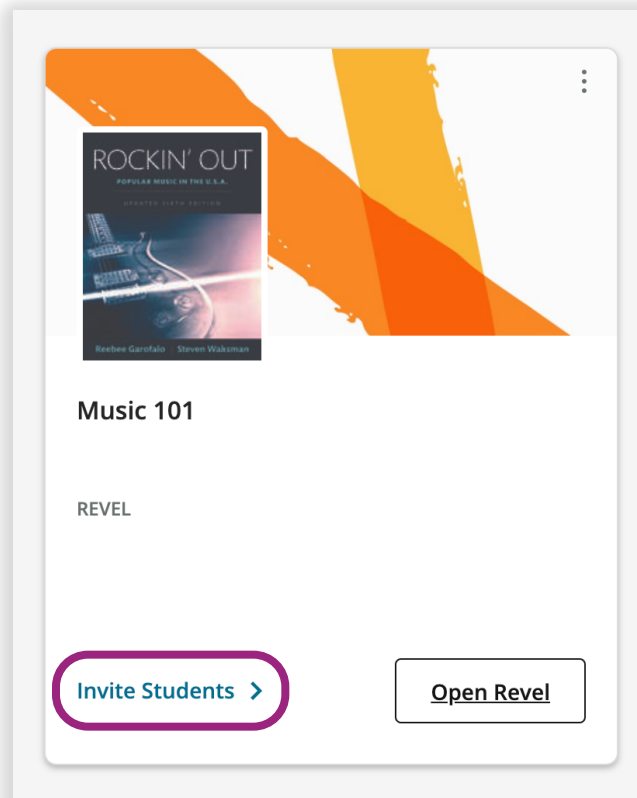 ROCKIN' OUT
POPULAR MUSIC IN THE U.S.A.
UPDATED SIXTH EDITION
Reebee Garofalo | Steven Waksman
Music 101
REVEL
Invite Students
Open Revel